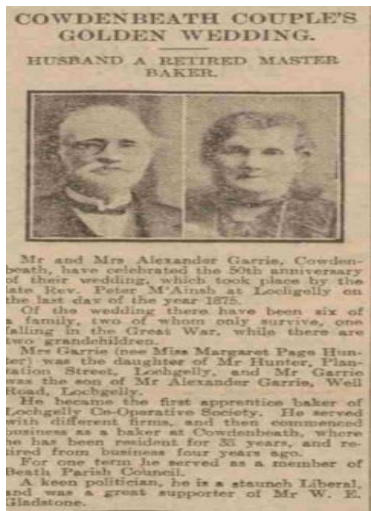 COWDENBEATH COUPLE'S
GOLDEN WEDDING.
HUSBAND A RETIRED MASTER
BAKER.
Mr and Mrs Alexander Garrie, Cowden-
beath, have celebrated the 50th anniversary
of their wedding, which took place by the
late Rev. Peter M'Ainsh at Lochgelly on
the last day of the year 1875.
Of the wedding there have been six of
a family, two of whom only survive, one
falling in the Great War, while there are
two grandchildren.
Mrs Garrie (nee Miss Margaret Page Hun-
ter) was the daughter of Mr Hunter, Plan-
tation Street, Lochgelly, and Mr Garrie
was the son of Mr Alexander Garrie, Well
Road, Lochgelly.
He became the first apprentice baker of
Lochgelly Co-Operative Society. He served
with different firms, and then commenced
business as a baker at Cowdenbeath, where
he has been resident for 33 years, and re-
tired from business four years ago.
For one term he served as a member of
Beath Parish Council.
A keen politician, he is a staunch Liberal,
and was a great supporter of Mr W. E.
Gladstone.